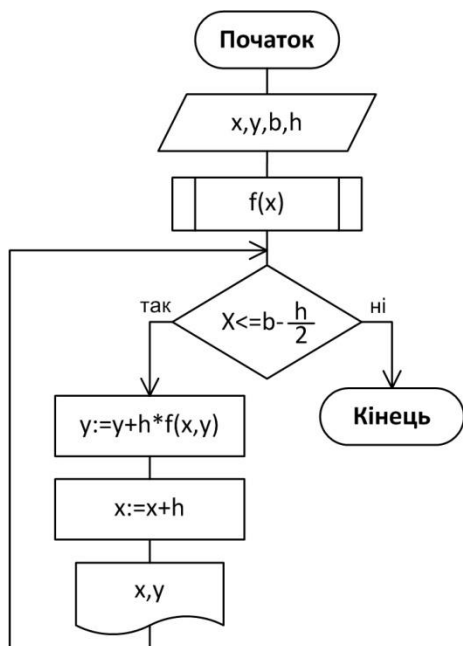 Початок
x,y,b,h
f(x)
так
X<=b-h/2
ні
y:=y+h*f(x,y)
Кінець
x:=x+h
x,y